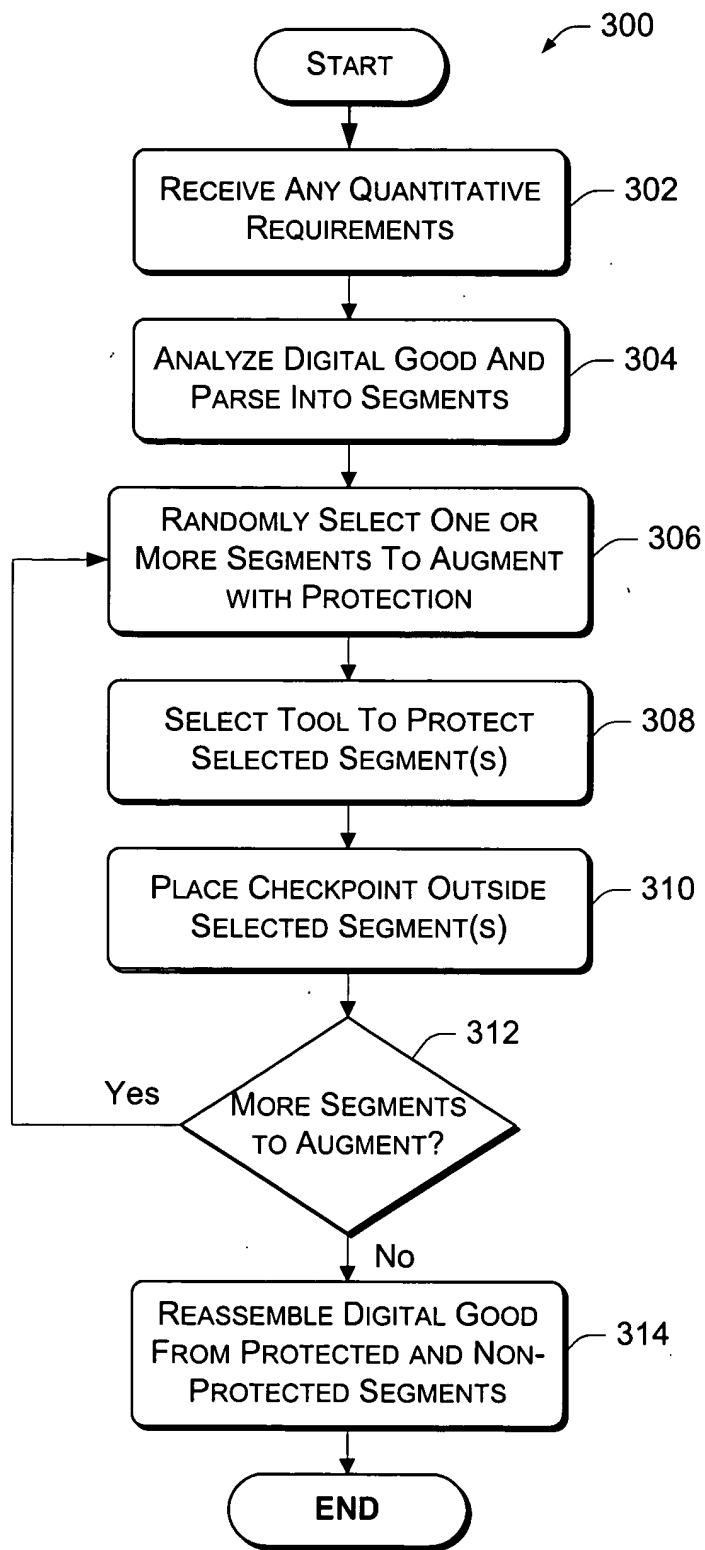 300
START
RECEIVE ANY QUANTITATIVE
REQUIREMENTS
302
ANALYZE DIGITAL GOOD AND
PARSE INTO SEGMENTS
304
RANDOMLY SELECT ONE OR
MORE SEGMENTS TO AUGMENT
WITH PROTECTION
306
SELECT TOOL TO PROTECT
SELECTED SEGMENT(S)
308
PLACE CHECKPOINT OUTSIDE
SELECTED SEGMENT(S)
310
312
Yes
MORE SEGMENTS
TO AUGMENT?
No
REASSEMBLE DIGITAL GOOD
FROM PROTECTED AND NON-
PROTECTED SEGMENTS
314
END